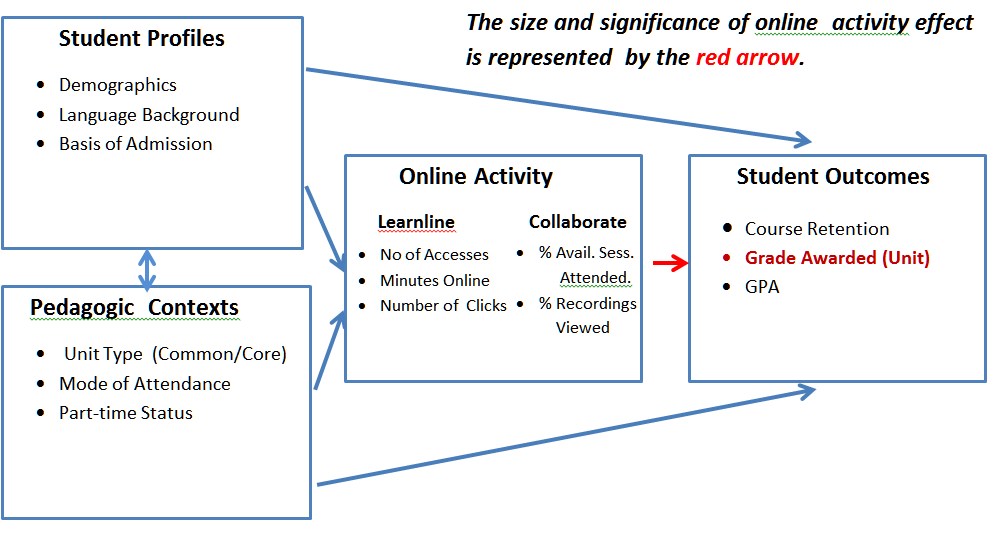 The size and significance of online activity effect
is represented by the red arrow.
Student Profiles
• Demographics
• Language Background
• Basis of Admission
Pedagogic Contexts
• Unit Type (Common/Core)
• Mode of Attendance
• Part-time Status
Online Activity
Learnline
• No of Accesses
• Minutes Online
• Number of Clicks
Collaborate
• % Avail. Sess.
Attended.
• % Recordings
Viewed
Student Outcomes
• Course Retention
• Grade Awarded (Unit)
• GPA